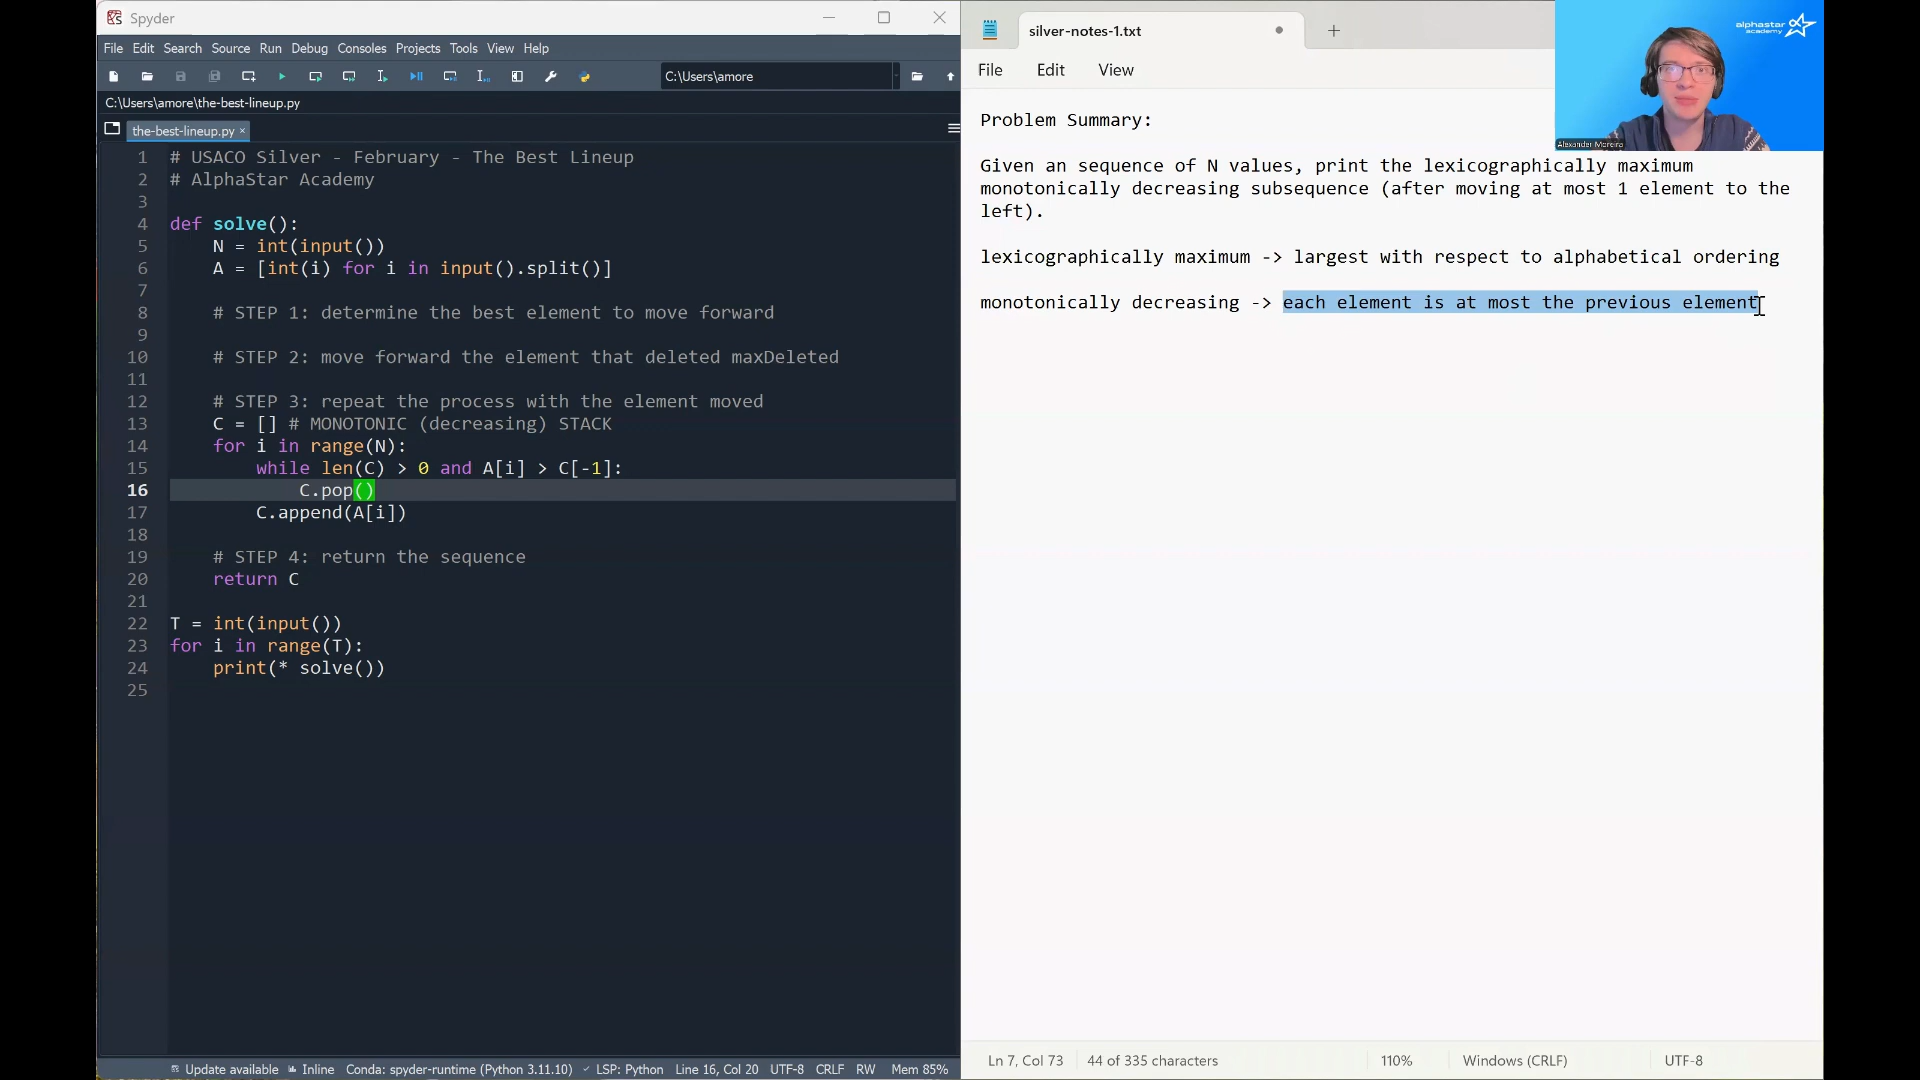 Spyder
File Edit Search Source Run Debug Consoles Projects Tools View Help
C:\Users\amore
C:\Users\amore\the-best-lineup.py
the-best-lineup.py
1 # USACO Silver - February - The Best Lineup
2 # AlphaStar Academy
3
4 def solve():
5 N = int(input())
6 A = [int(i) for i in input().split()]
7
8 # STEP 1: determine the best element to move forward
9
10 # STEP 2: move forward the element that deleted maxDeleted
11
12 # STEP 3: repeat the process with the element moved
13 C = [] # MONOTONIC (decreasing) STACK
14 for i in range(N):
15 while len(C) > 0 and A[i] > C[-1]:
16 C.pop()
17 C.append(A[i])
18
19 # STEP 4: return the sequence
20 return C
21
22 T = int(input())
23 for i in range(T):
24 print(* solve())
25
Update available Inline Conda: spyder-runtime (Python 3.11.10) LSP: Python Line 16, Col 20 UTF-8 CRLF RW Mem 85%
silver-notes-1.txt
File Edit View
Problem Summary:
Given an sequence of N values, print the lexicographically maximum
monotonically decreasing subsequence (after moving at most 1 element to the
left).
lexicographically maximum -> largest with respect to alphabetical ordering
monotonically decreasing -> each element is at most the previous element
Ln 7, Col 73 44 of 335 characters 110% Windows (CRLF) UTF-8
alphastar
academy
Alexander Moreira